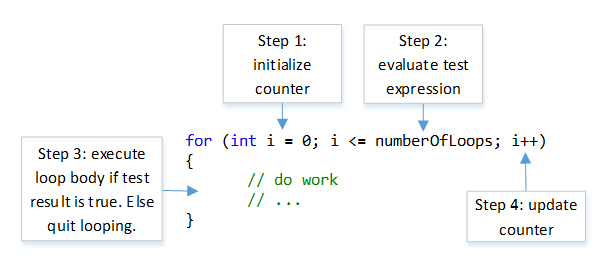 Step 1:
initialize
counter
Step 2:
evaluate test
expression
for (int i = 0; i <= numberOfLoops; i++)
{
// do work
// ...
}
Step 3: execute
loop body if test
result is true. Else
quit looping.
Step 4: update
counter